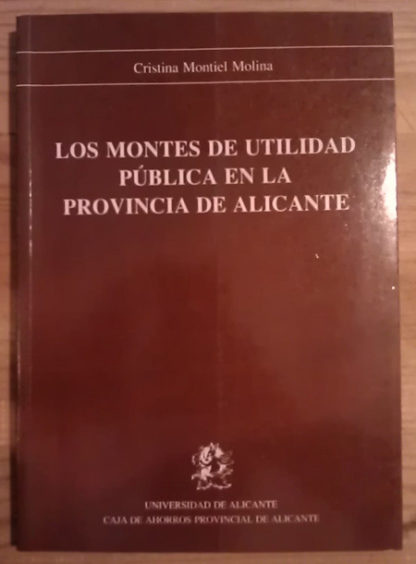 Cristina Montiel Molina
LOS MONTES DE UTILIDAD
PÚBLICA EN LA
PROVINCIA DE ALICANTE
UNIVERSIDAD DE ALICANTE
CAJA DE AHORROS PROVINCIAL DE ALICANTE